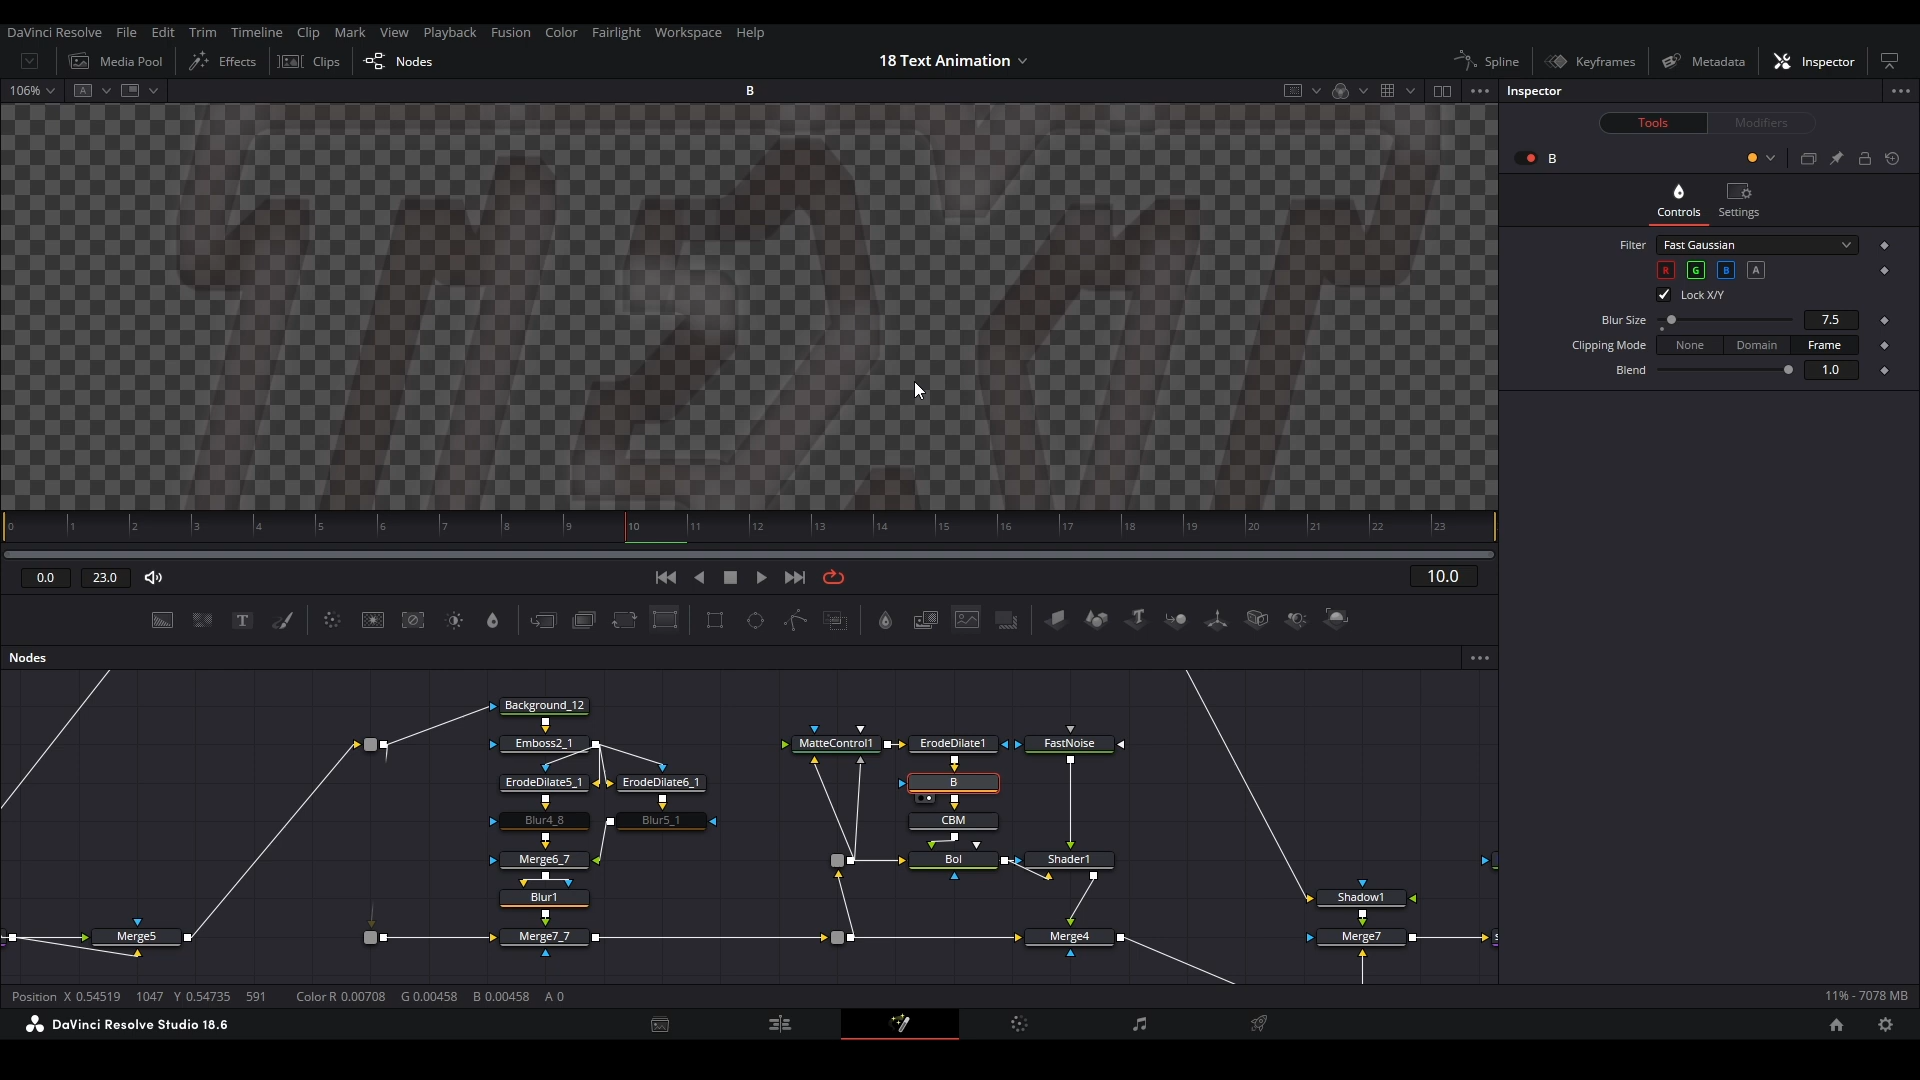 DaVinci Resolve File Edit Trim Timeline Clip Mark View Playback Fusion Color Fairlight Workspace Help
Media Pool Effects Clips Nodes 18 Text Animation Spline Keyframes Metadata Inspector
106% A B Inspector
Tools Modifiers
B
Controls Settings
Filter Fast Gaussian
R G B A
Lock X/Y
Blur Size 7.5
Clipping Mode None Domain Frame
Blend 1.0
0 1 2 3 4 5 6 7 8 9 10 11 12 13 14 15 16 17 18 19 20 21 22 23
0.0 23.0 10.0
Nodes
Background_12
Emboss2_1 MatteControl1 ErodeDilate1 FastNoise
ErodeDilate5_1 ErodeDilate6_1 B
Blur4_8 Blur5_1 CBM
Merge6_7 Bol Shader1
Blur1 Shadow1
Merge5 Merge7_7 Merge4 Merge7
Position X 0.54519 1047 Y 0.54735 591 Color R 0.00708 G 0.00458 B 0.00458 A 0 11% - 7078 MB
DaVinci Resolve Studio 18.6